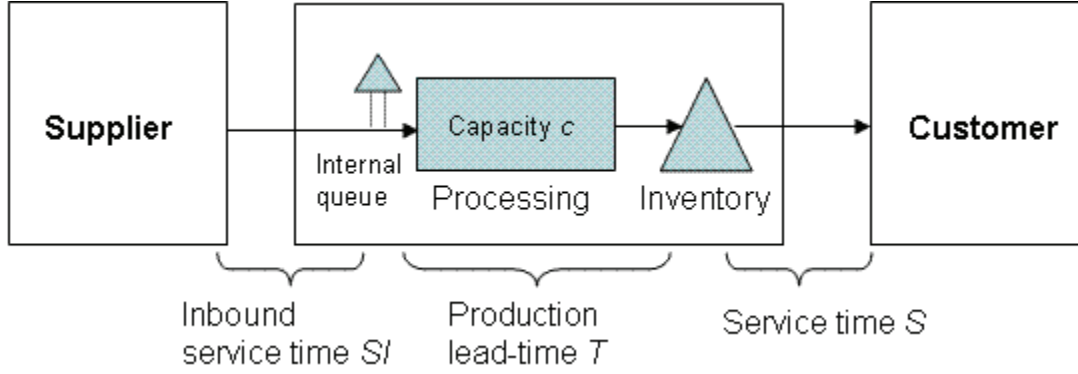 Supplier
Internal
queue
Capacity c
Processing
Inventory
Customer
Inbound
service time SI
Production
lead-time T
Service time S